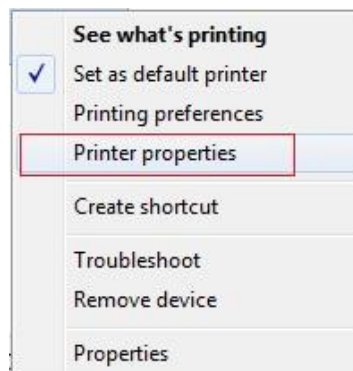 See what's printing
Set as default printer
Printing preferences
Printer properties
Create shortcut
Troubleshoot
Remove device
Properties